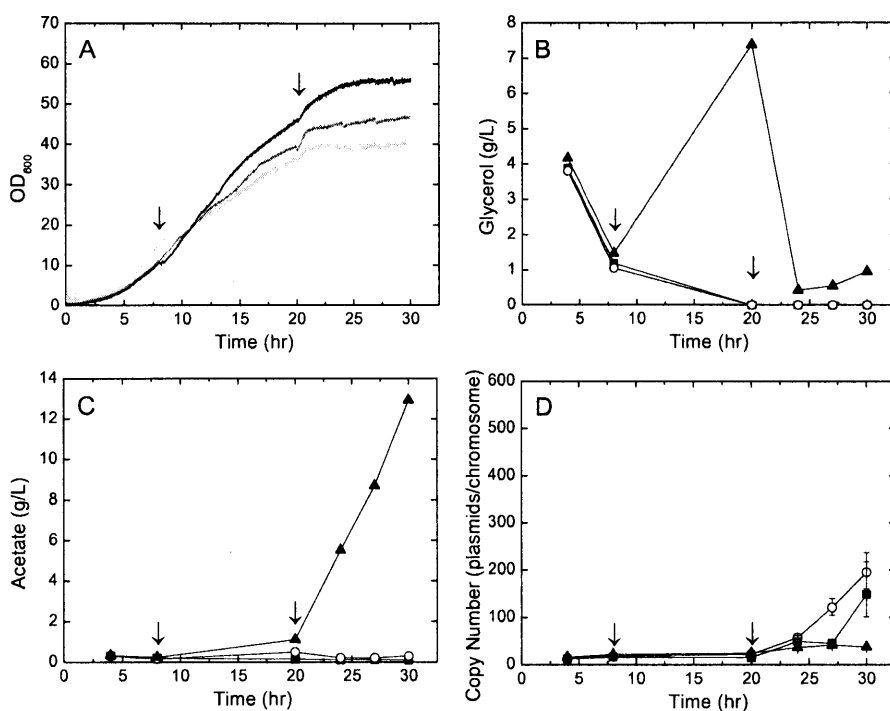 A
70
60
50
40
30
20
10
0
OD600
0 5 10 15 20 25 30
Time (hr)
B
8
7
6
5
4
3
2
1
0
Glycerol (g/L)
0 5 10 15 20 25 30
Time (hr)
C
14
12
10
8
6
4
2
0
Acetate (g/L)
0 5 10 15 20 25 30
Time (hr)
D
600
500
400
300
200
100
0
Copy Number (plasmids/chromosome)
0 5 10 15 20 25 30
Time (hr)